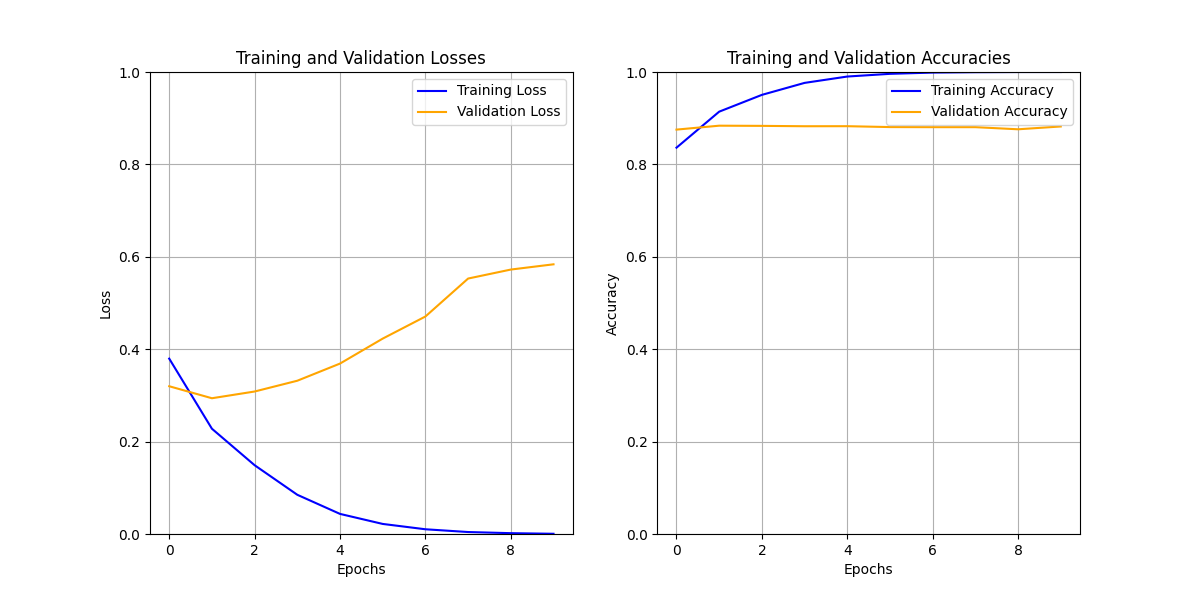 Training and Validation Losses
1.0
0.8
0.6
0.4
0.2
0.0
Loss
0 2 4 6 8
Epochs
Training Loss
Validation Loss
Training and Validation Accuracies
1.0
0.8
0.6
0.4
0.2
0.0
Accuracy
0 2 4 6 8
Epochs
Training Accuracy
Validation Accuracy